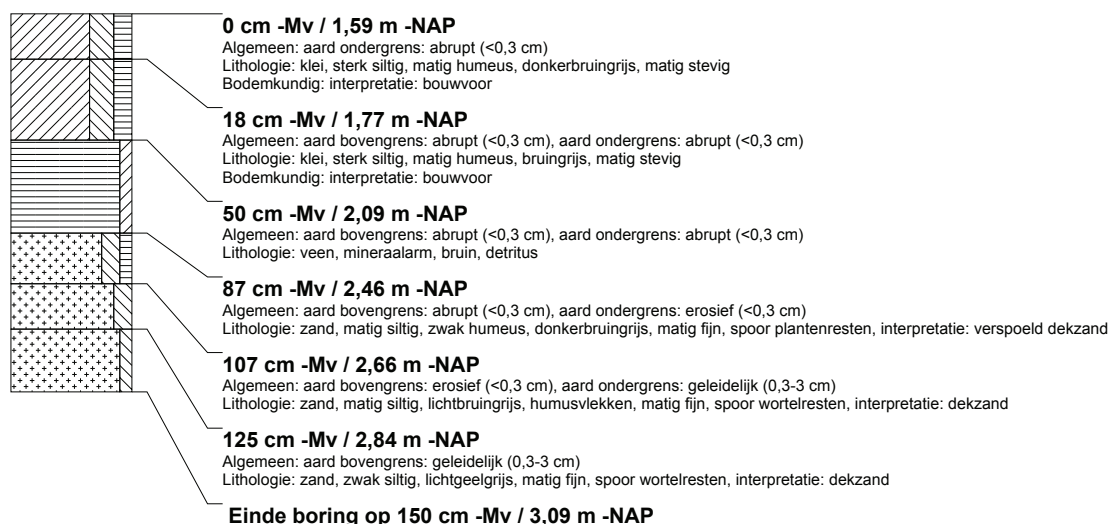 0 cm -Mv / 1,59 m -NAP
Algemeen: aard ondergrens: abrupt (<0,3 cm)
Lithologie: klei, sterk siltig, matig humeus, donkerbruingrijs, matig stevig
Bodemkundig: interpretatie: bouwvoor
18 cm -Mv / 1,77 m -NAP
Algemeen: aard bovengrens: abrupt (<0,3 cm), aard ondergrens: abrupt (<0,3 cm)
Lithologie: klei, sterk siltig, matig humeus, bruingrijs, matig stevig
Bodemkundig: interpretatie: bouwvoor
50 cm -Mv / 2,09 m -NAP
Algemeen: aard bovengrens: abrupt (<0,3 cm), aard ondergrens: abrupt (<0,3 cm)
Lithologie: veen, mineraalarm, bruin, detritus
87 cm -Mv / 2,46 m -NAP
Algemeen: aard bovengrens: abrupt (<0,3 cm), aard ondergrens: erosief (<0,3 cm)
Lithologie: zand, matig siltig, zwak humeus, donkerbruingrijs, matig fijn, spoor plantenresten, interpretatie: verspoeld dekzand
107 cm -Mv / 2,66 m -NAP
Algemeen: aard bovengrens: erosief (<0,3 cm), aard ondergrens: geleidelijk (0,3-3 cm)
Lithologie: zand, matig siltig, lichtbruingrijs, humusvlekken, matig fijn, spoor wortelresten, interpretatie: dekzand
125 cm -Mv / 2,84 m -NAP
Algemeen: aard bovengrens: geleidelijk (0,3-3 cm)
Lithologie: zand, zwak siltig, lichtgeelgrijs, matig fijn, spoor wortelresten, interpretatie: dekzand
Einde boring op 150 cm -Mv / 3,09 m -NAP